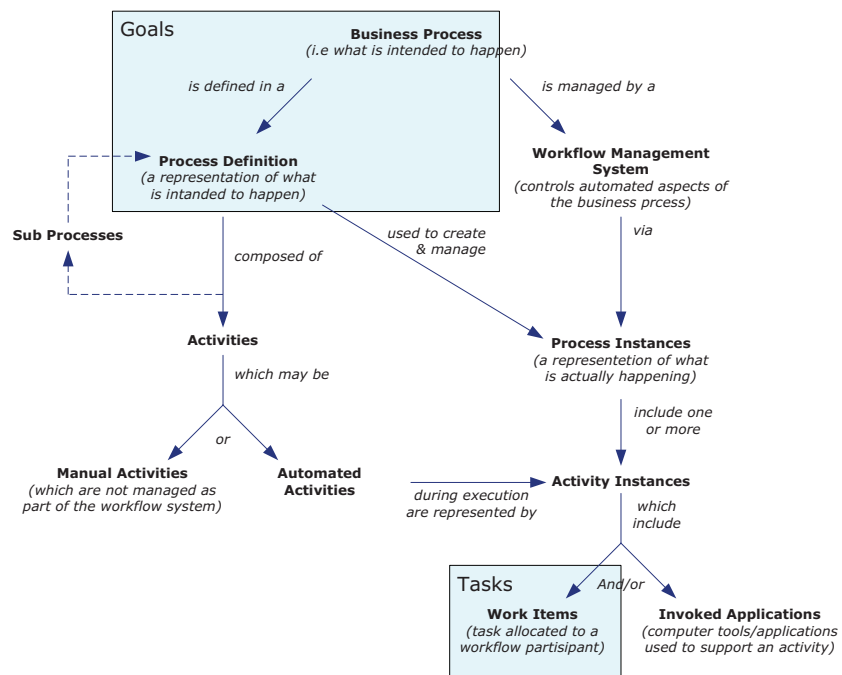 Goals
Business Process
(i.e what is intended to happen)
is defined in a
is managed by a
Process Definition
(a representation of what
is intanded to happen)
Workflow Management
System
(controls automated aspects of
the business prcess)
Sub Processes
composed of
used to create
& manage
via
Activities
Process Instances
(a representetion of what
is actually happening)
which may be
include one
or more
or
Manual Activities
(which are not managed as
part of the workflow system)
Automated
Activities
during execution
are represented by
Activity Instances
which
include
Tasks
And/or
Work Items
(task allocated to a
workflow partisipant)
Invoked Applications
(computer tools/applications
used to support an activity)